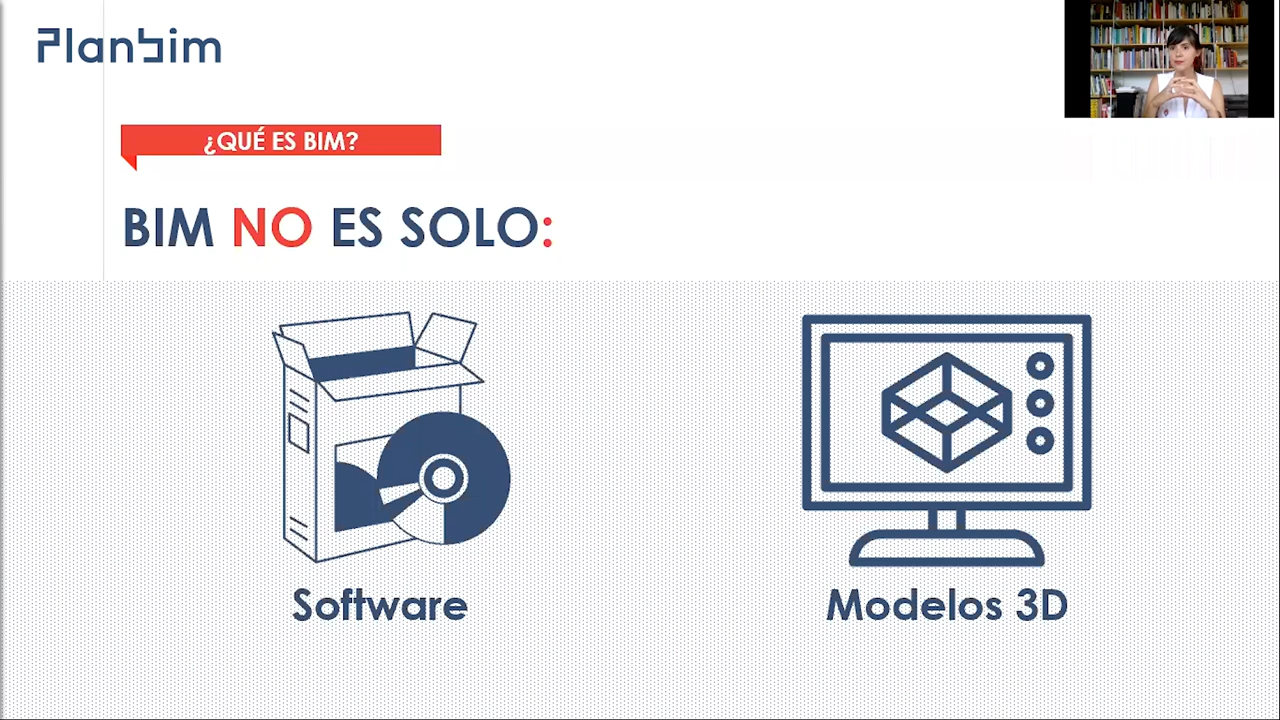 Planbim
¿QUÉ ES BIM?
BIM NO ES SOLO:
Software
Modelos 3D